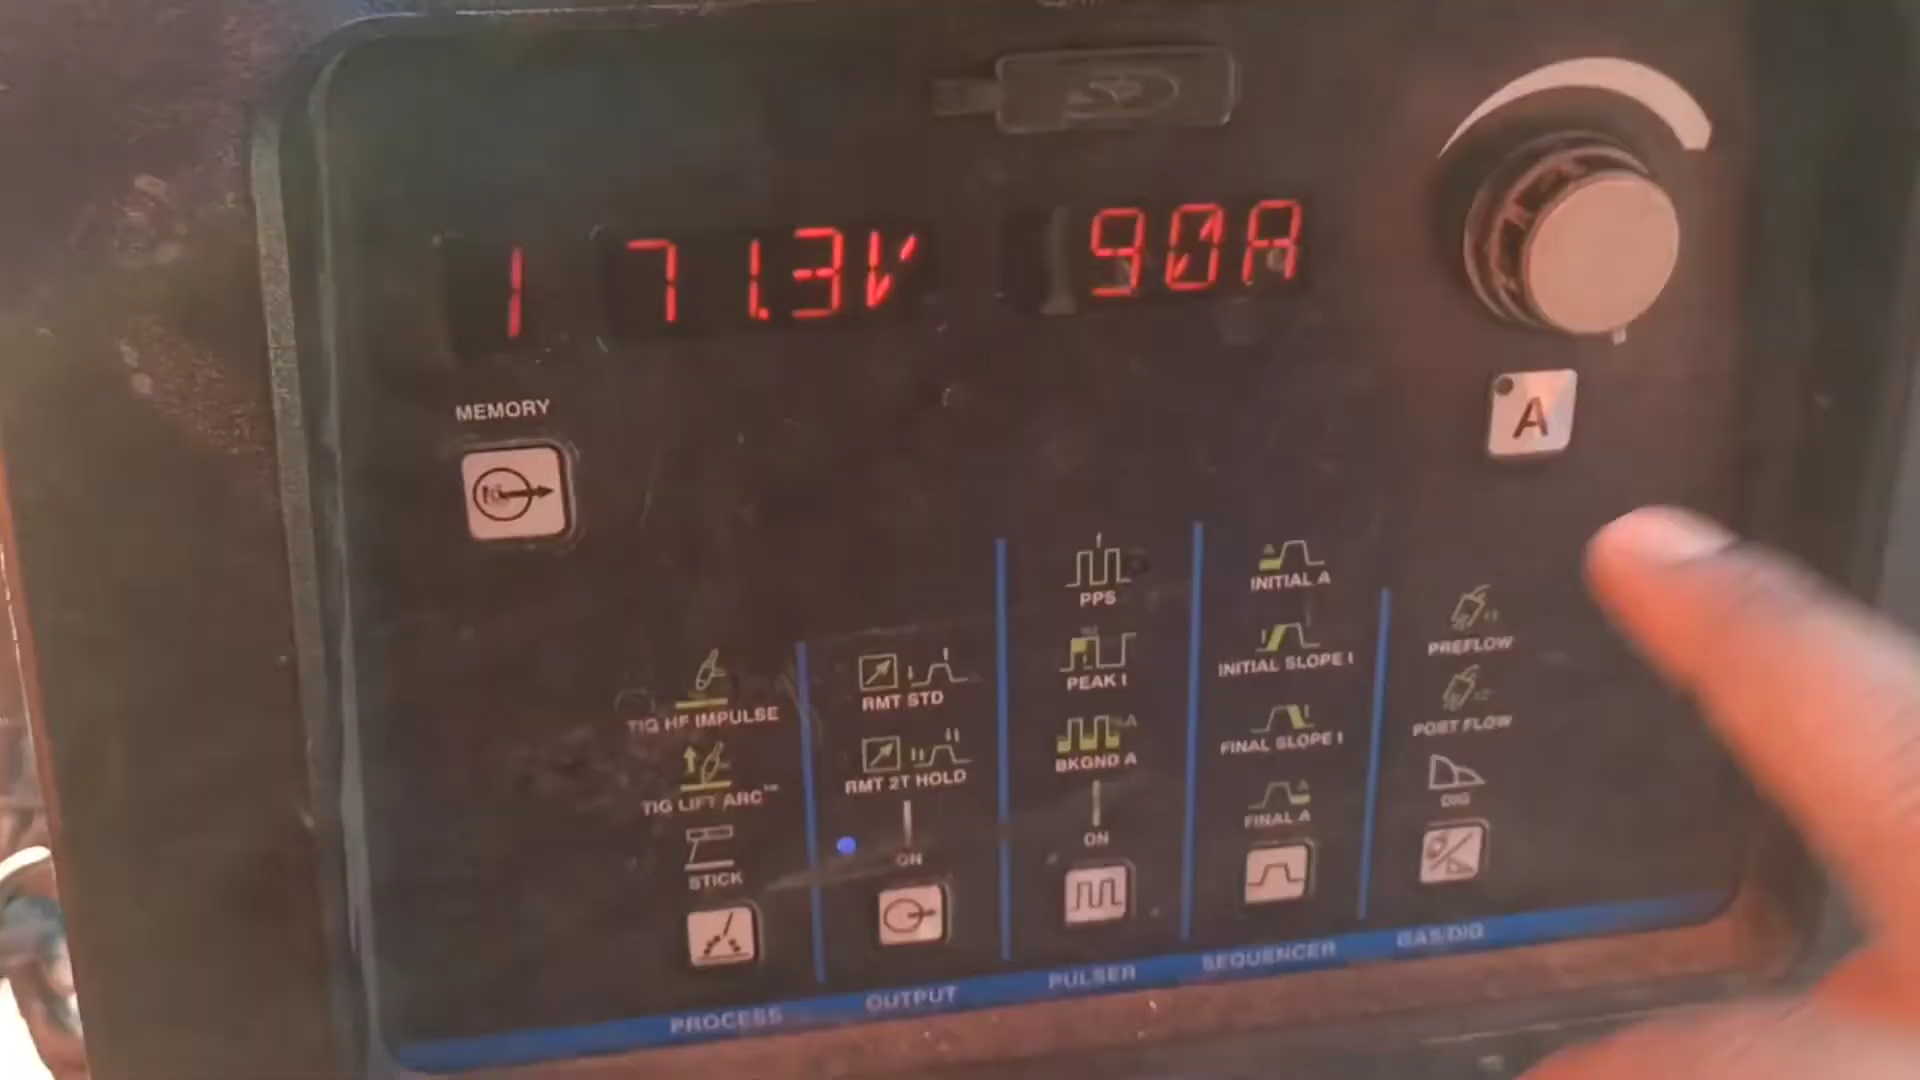 1 71.3V 90A
MEMORY
A
TIG HF IMPULSE
TIG LIFT ARC™
STICK
RMT STD
RMT 2T HOLD
ON
PPS
PEAK t
BKGND A
ON
INITIAL A
INITIAL SLOPE t
FINAL SLOPE t
FINAL A
PREFLOW
POST FLOW
DIG
PROCESS
OUTPUT
PULSER
SEQUENCER
GAS/DIG